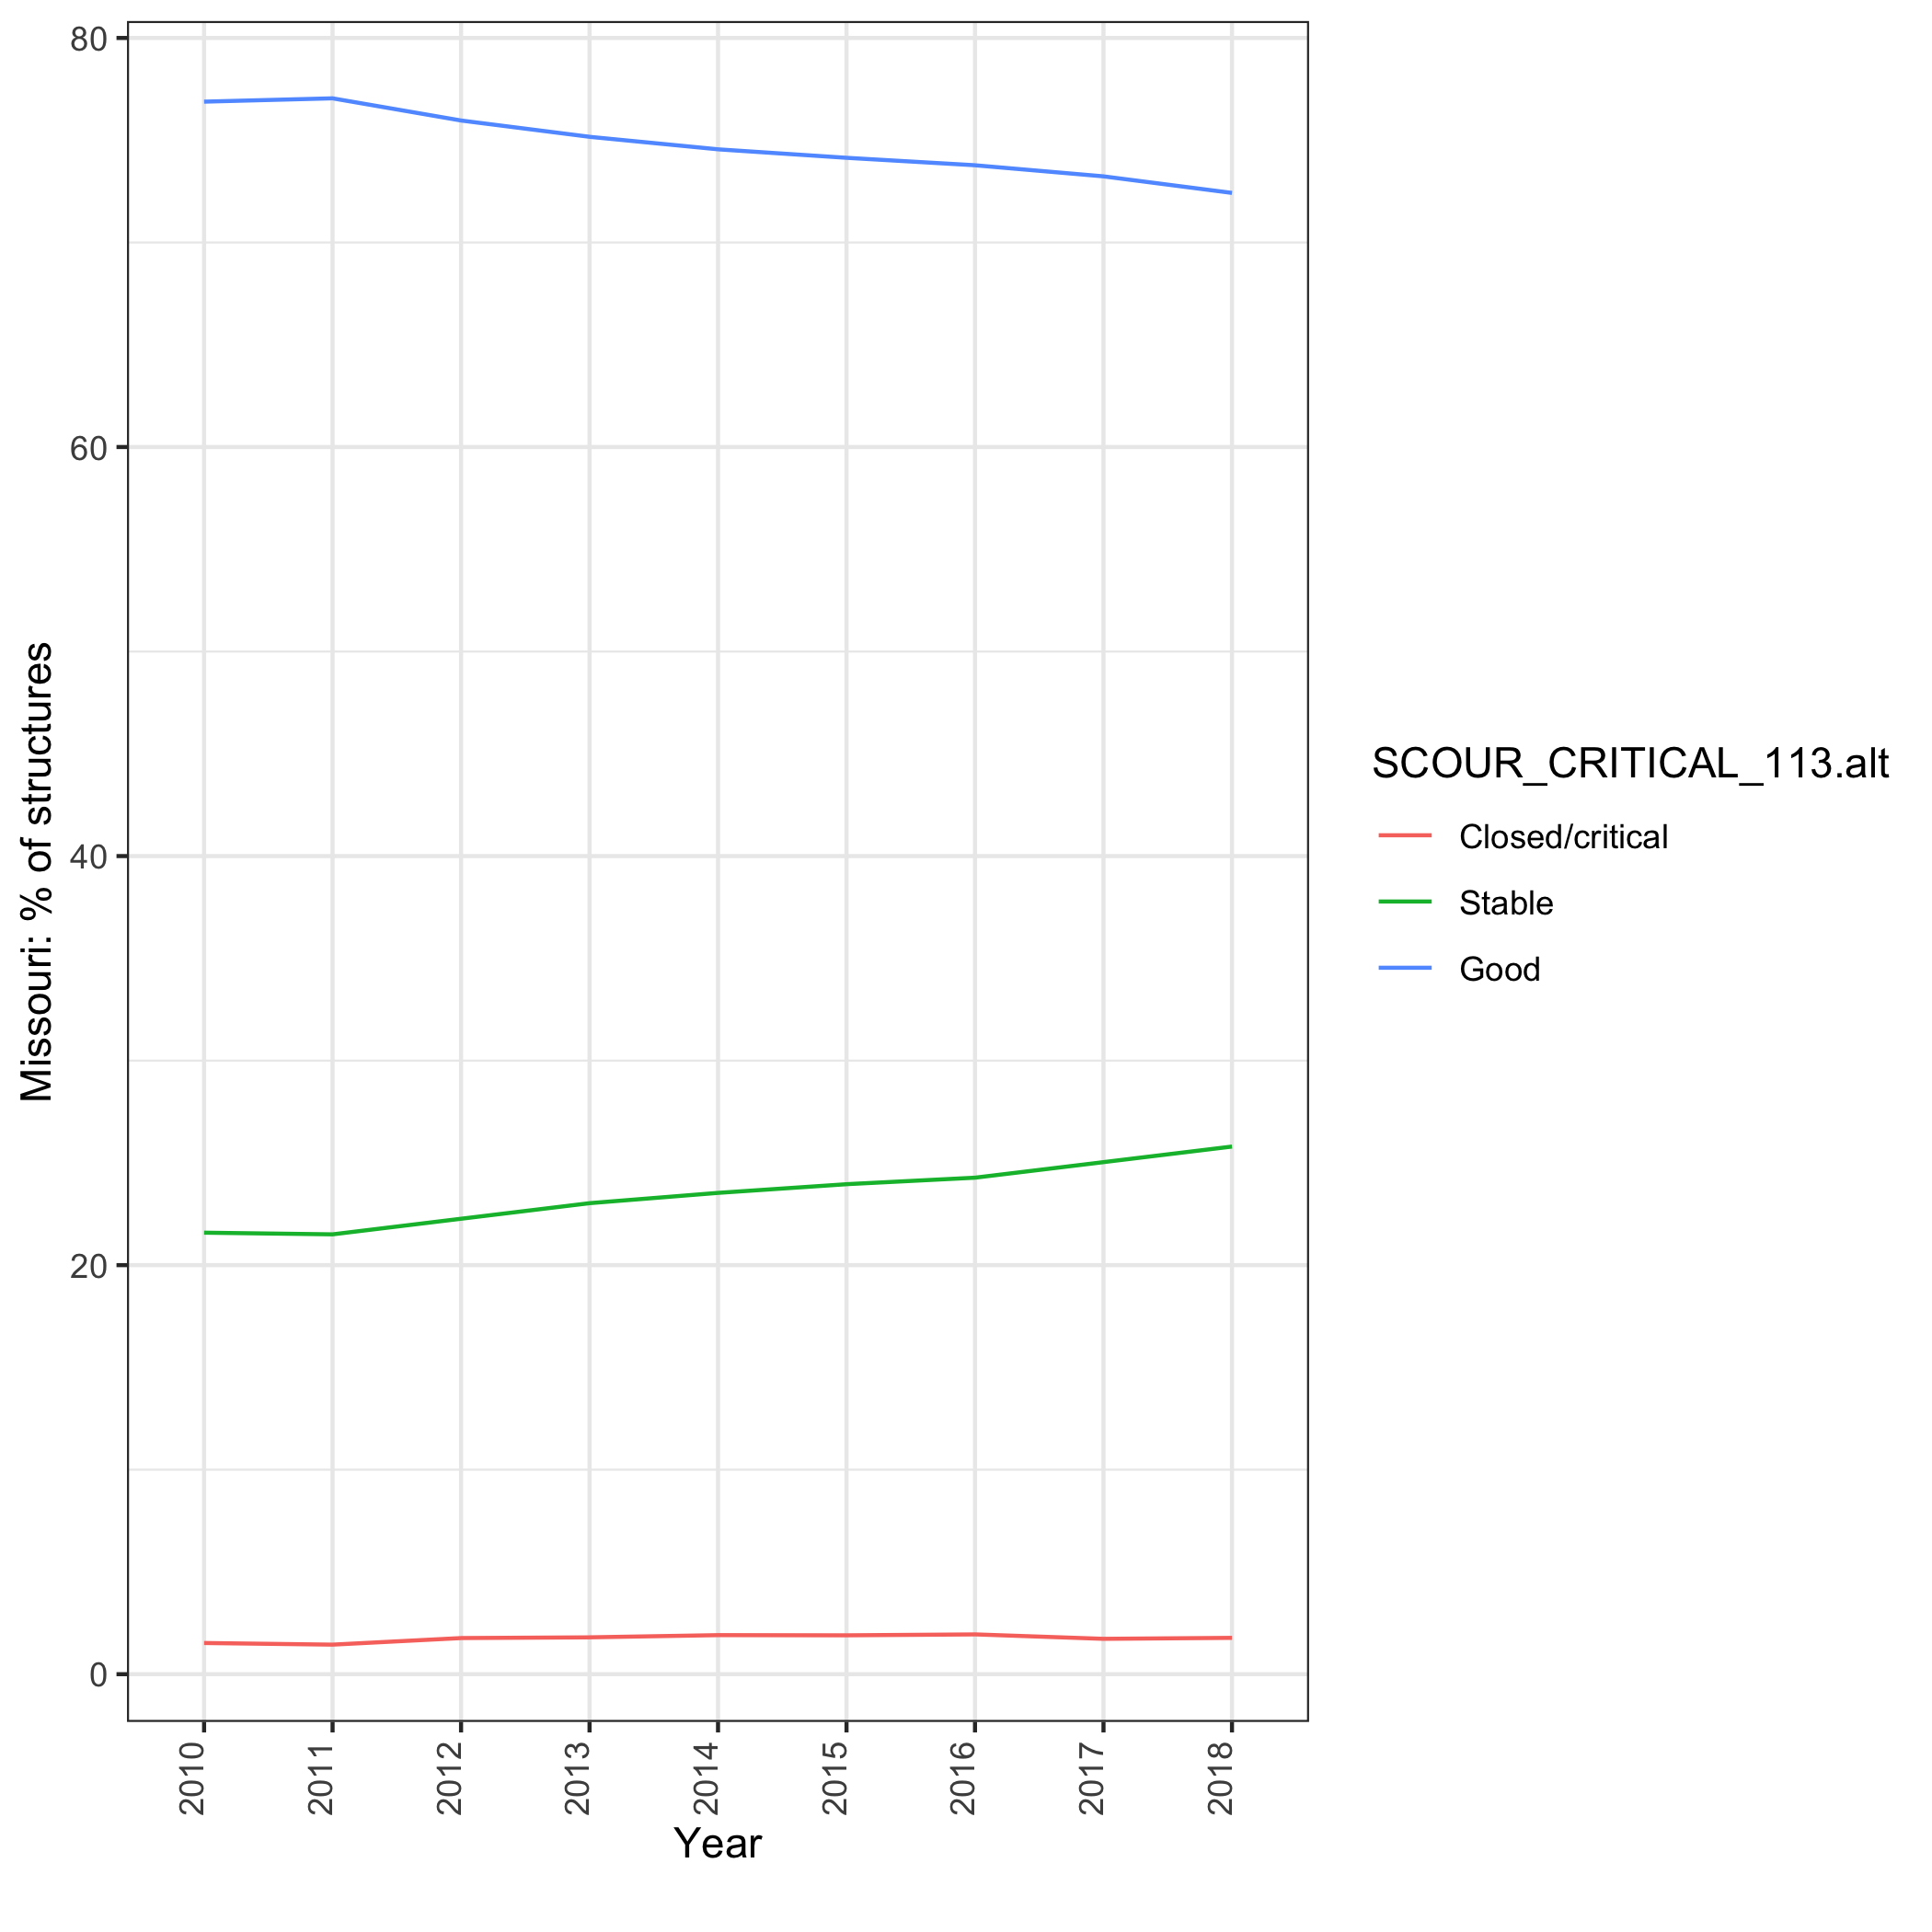 Missouri: % of structures
80
60
40
20
0
2010
2011
2012
2013
2014
2015
2016
2017
2018
Year
SCOUR_CRITICAL_113.alt
Closed/critical
Stable
Good